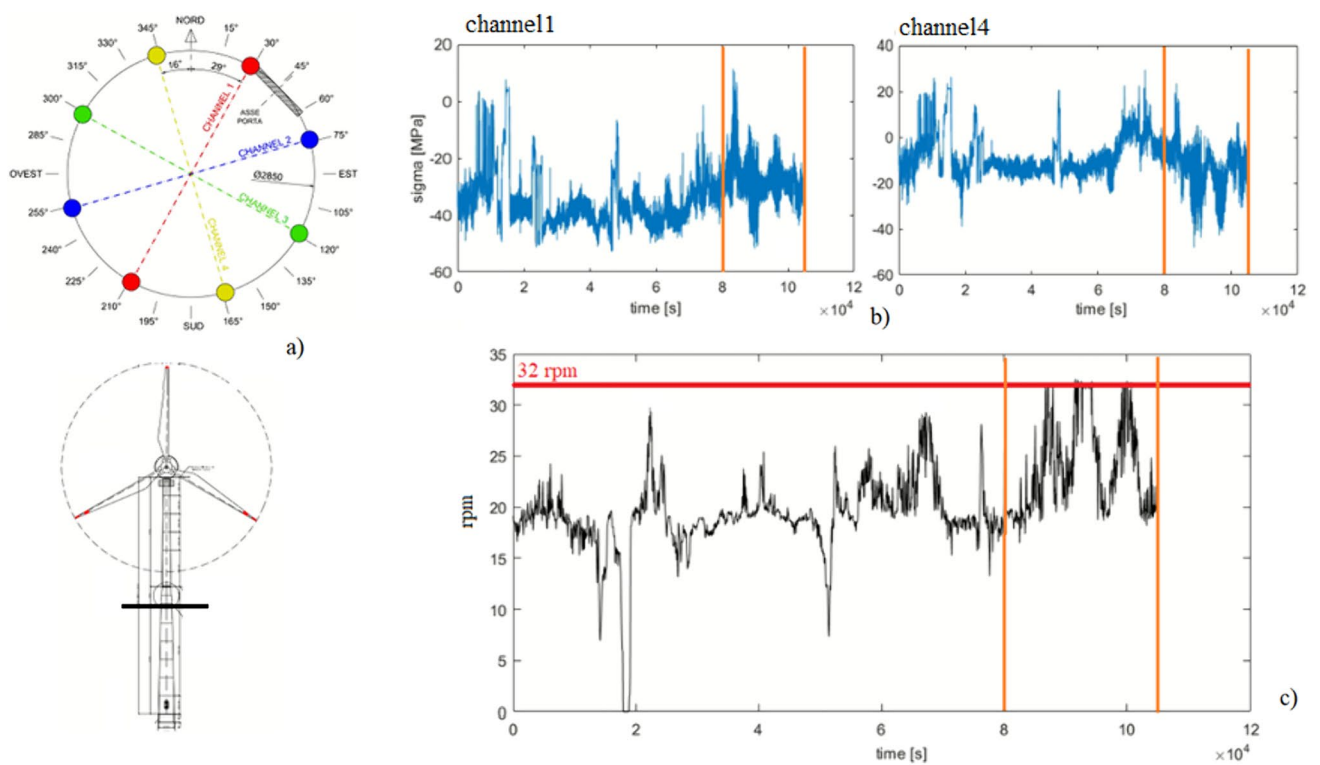 NORD
345°
15°
330°
30°
16°
29°
315°
45°
CHANNEL 1
ASSE
PORTA
300°
60°
285°
CHANNEL 2
75°
OVEST
Ø2850
EST
CHANNEL 3
255°
105°
CHANNEL 4
240°
120°
225°
135°
210°
150°
195°
SUD
165°
a)
channel1
20
0
-20
-40
-60
sigma [MPa]
0
2
4
6
8
10
12
time [s]
×10⁴
channel4
40
20
0
-20
-40
-60
0
2
4
6
8
10
12
time [s]
×10⁴
b)
35
32 rpm
30
25
20
15
10
5
0
rpm
0
2
4
6
8
10
12
time [s]
×10⁴
c)